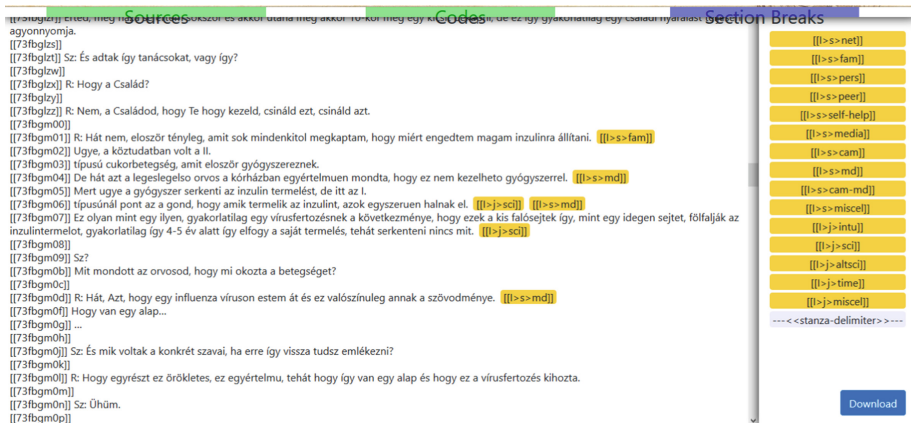 Sources
Codes
Section Breaks
agyonnyomja.
[[73fbglzs]]
[[73fbglzt]] Sz: És adtak így tanácsokat, vagy így?
[[73fbglzw]]
[[73fbglzx]] R: Hogy a Család?
[[73fbglzy]]
[[73fbglzz]] R: Nem, a Családod, hogy Te hogy kezeld, csináld ezt, csináld azt.
[[73fbgm00]]
[[73fbgm01]] R: Hát nem, eloször tényleg, amit sok mindenkitol megkaptam, hogy miért engedtem magam inzulinra állítani. [[I>s>fam]]
[[73fbgm02]] Ugye, a köztudatban volt a II.
[[73fbgm03]] típusú cukorbetegség, amit eloször gyógyszereznek.
[[73fbgm04]] De hát azt a legeslegelso orvos a kórházban egyértelmuen mondta, hogy ez nem kezelheto gyógyszerrel. [[I>s>md]]
[[73fbgm05]] Mert ugye a gyógyszer serkenti az inzulin termelést, de itt az I.
[[73fbgm06]] típusúnál pont az a gond, hogy amik termelik az inzulint, azok egyszeruen halnak el. [[I>j>sci]] [[I>s>md]]
[[73fbgm07]] Ez olyan mint egy ilyen, gyakorlatilag egy vírusfertozésnek a következménye, hogy ezek a kis falósejtek így, mint egy idegen sejtet, fölfalják az
inzulintermelot, gyakorlatilag így 4-5 év alatt így elfogy a saját termelés, tehát serkenteni nincs mit. [[I>j>sci]]
[[73fbgm08]]
[[73fbgm09]] Sz?
[[73fbgm0b]] Mit mondott az orvosod, hogy mi okozta a betegséget?
[[73fbgm0c]]
[[73fbgm0d]] R: Hát, Azt, hogy egy influenza víruson estem át és ez valószínuleg annak a szövodménye. [[I>s>md]]
[[73fbgm0f]] Hogy van egy alap...
[[73fbgm0g]] ...
[[73fbgm0h]]
[[73fbgm0j]] Sz: És mik voltak a konkrét szavai, ha erre így vissza tudsz emlékezni?
[[73fbgm0k]]
[[73fbgm0l]] R: Hogy egyrészt ez örökletes, ez egyértelmu, tehát hogy így van egy alap és hogy ez a vírusfertozés kihozta.
[[73fbgm0m]]
[[73fbgm0n]] Sz: Ühüm.
[[73fbgm0p]]
[[I>s>net]]
[[I>s>fam]]
[[I>s>pers]]
[[I>s>peer]]
[[I>s>self-help]]
[[I>s>media]]
[[I>s>cam]]
[[I>s>md]]
[[I>s>cam-md]]
[[I>s>miscel]]
[[I>j>intu]]
[[I>j>sci]]
[[I>j>altsci]]
[[I>j>time]]
[[I>j>miscel]]
---<<stanza-delimiter>>---
Download